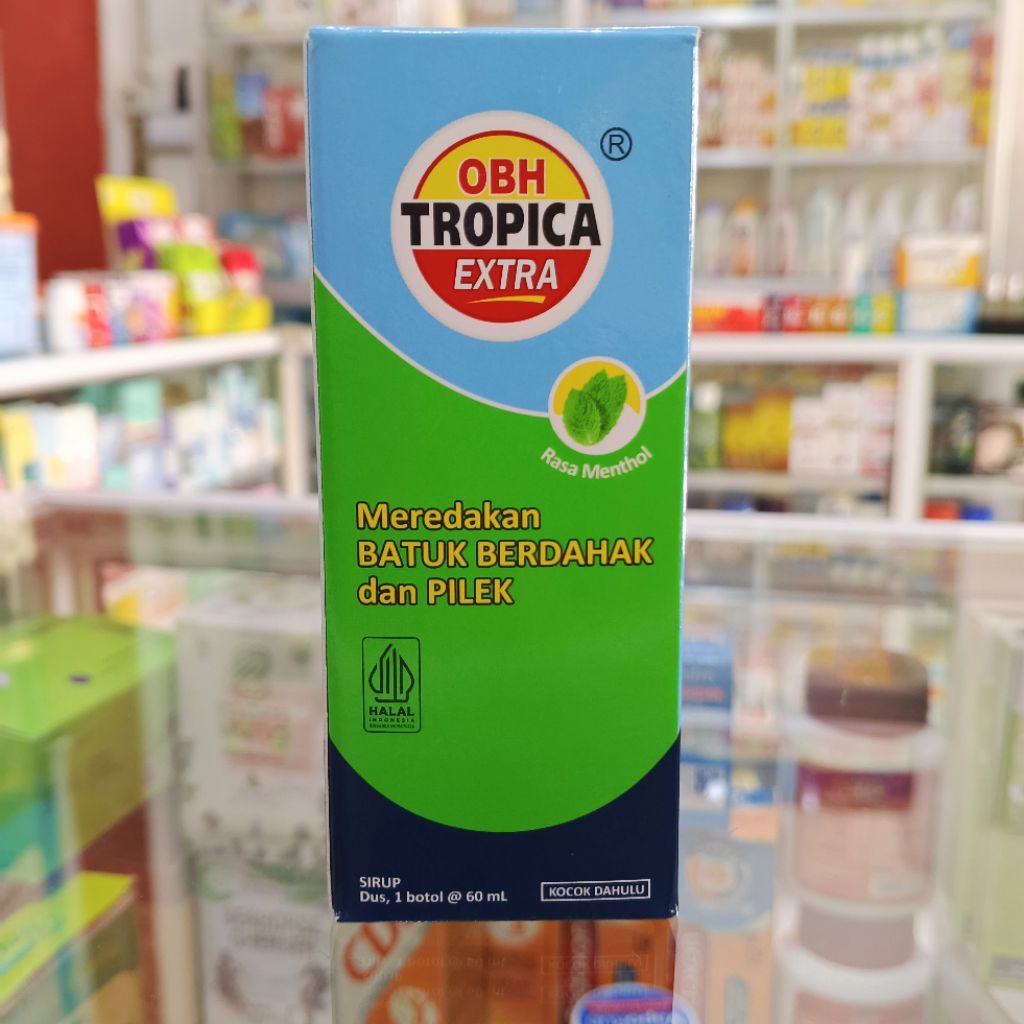 OBH
TROPICA
EXTRA
®
Rasa Menthol
Meredakan
BATUK BERDAHAK
dan PILEK
HALAL
INDONESIA
SIRUP
Dus, 1 botol @ 60 mL
KOCOK DAHULU